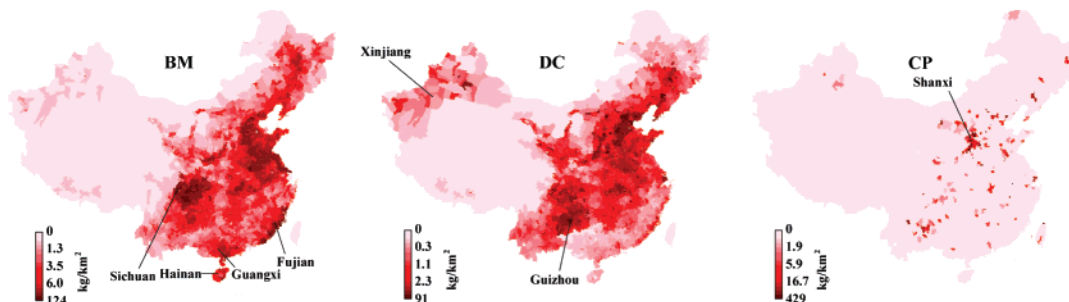 BM
Sichuan
Hainan
Guangxi
Fujian
0
1.3
3.5
6.0
124
kg/km²
Xinjiang
DC
Guizhou
0
0.3
1.1
2.3
91
kg/km²
CP
Shanxi
0
1.9
5.9
16.7
429
kg/km²